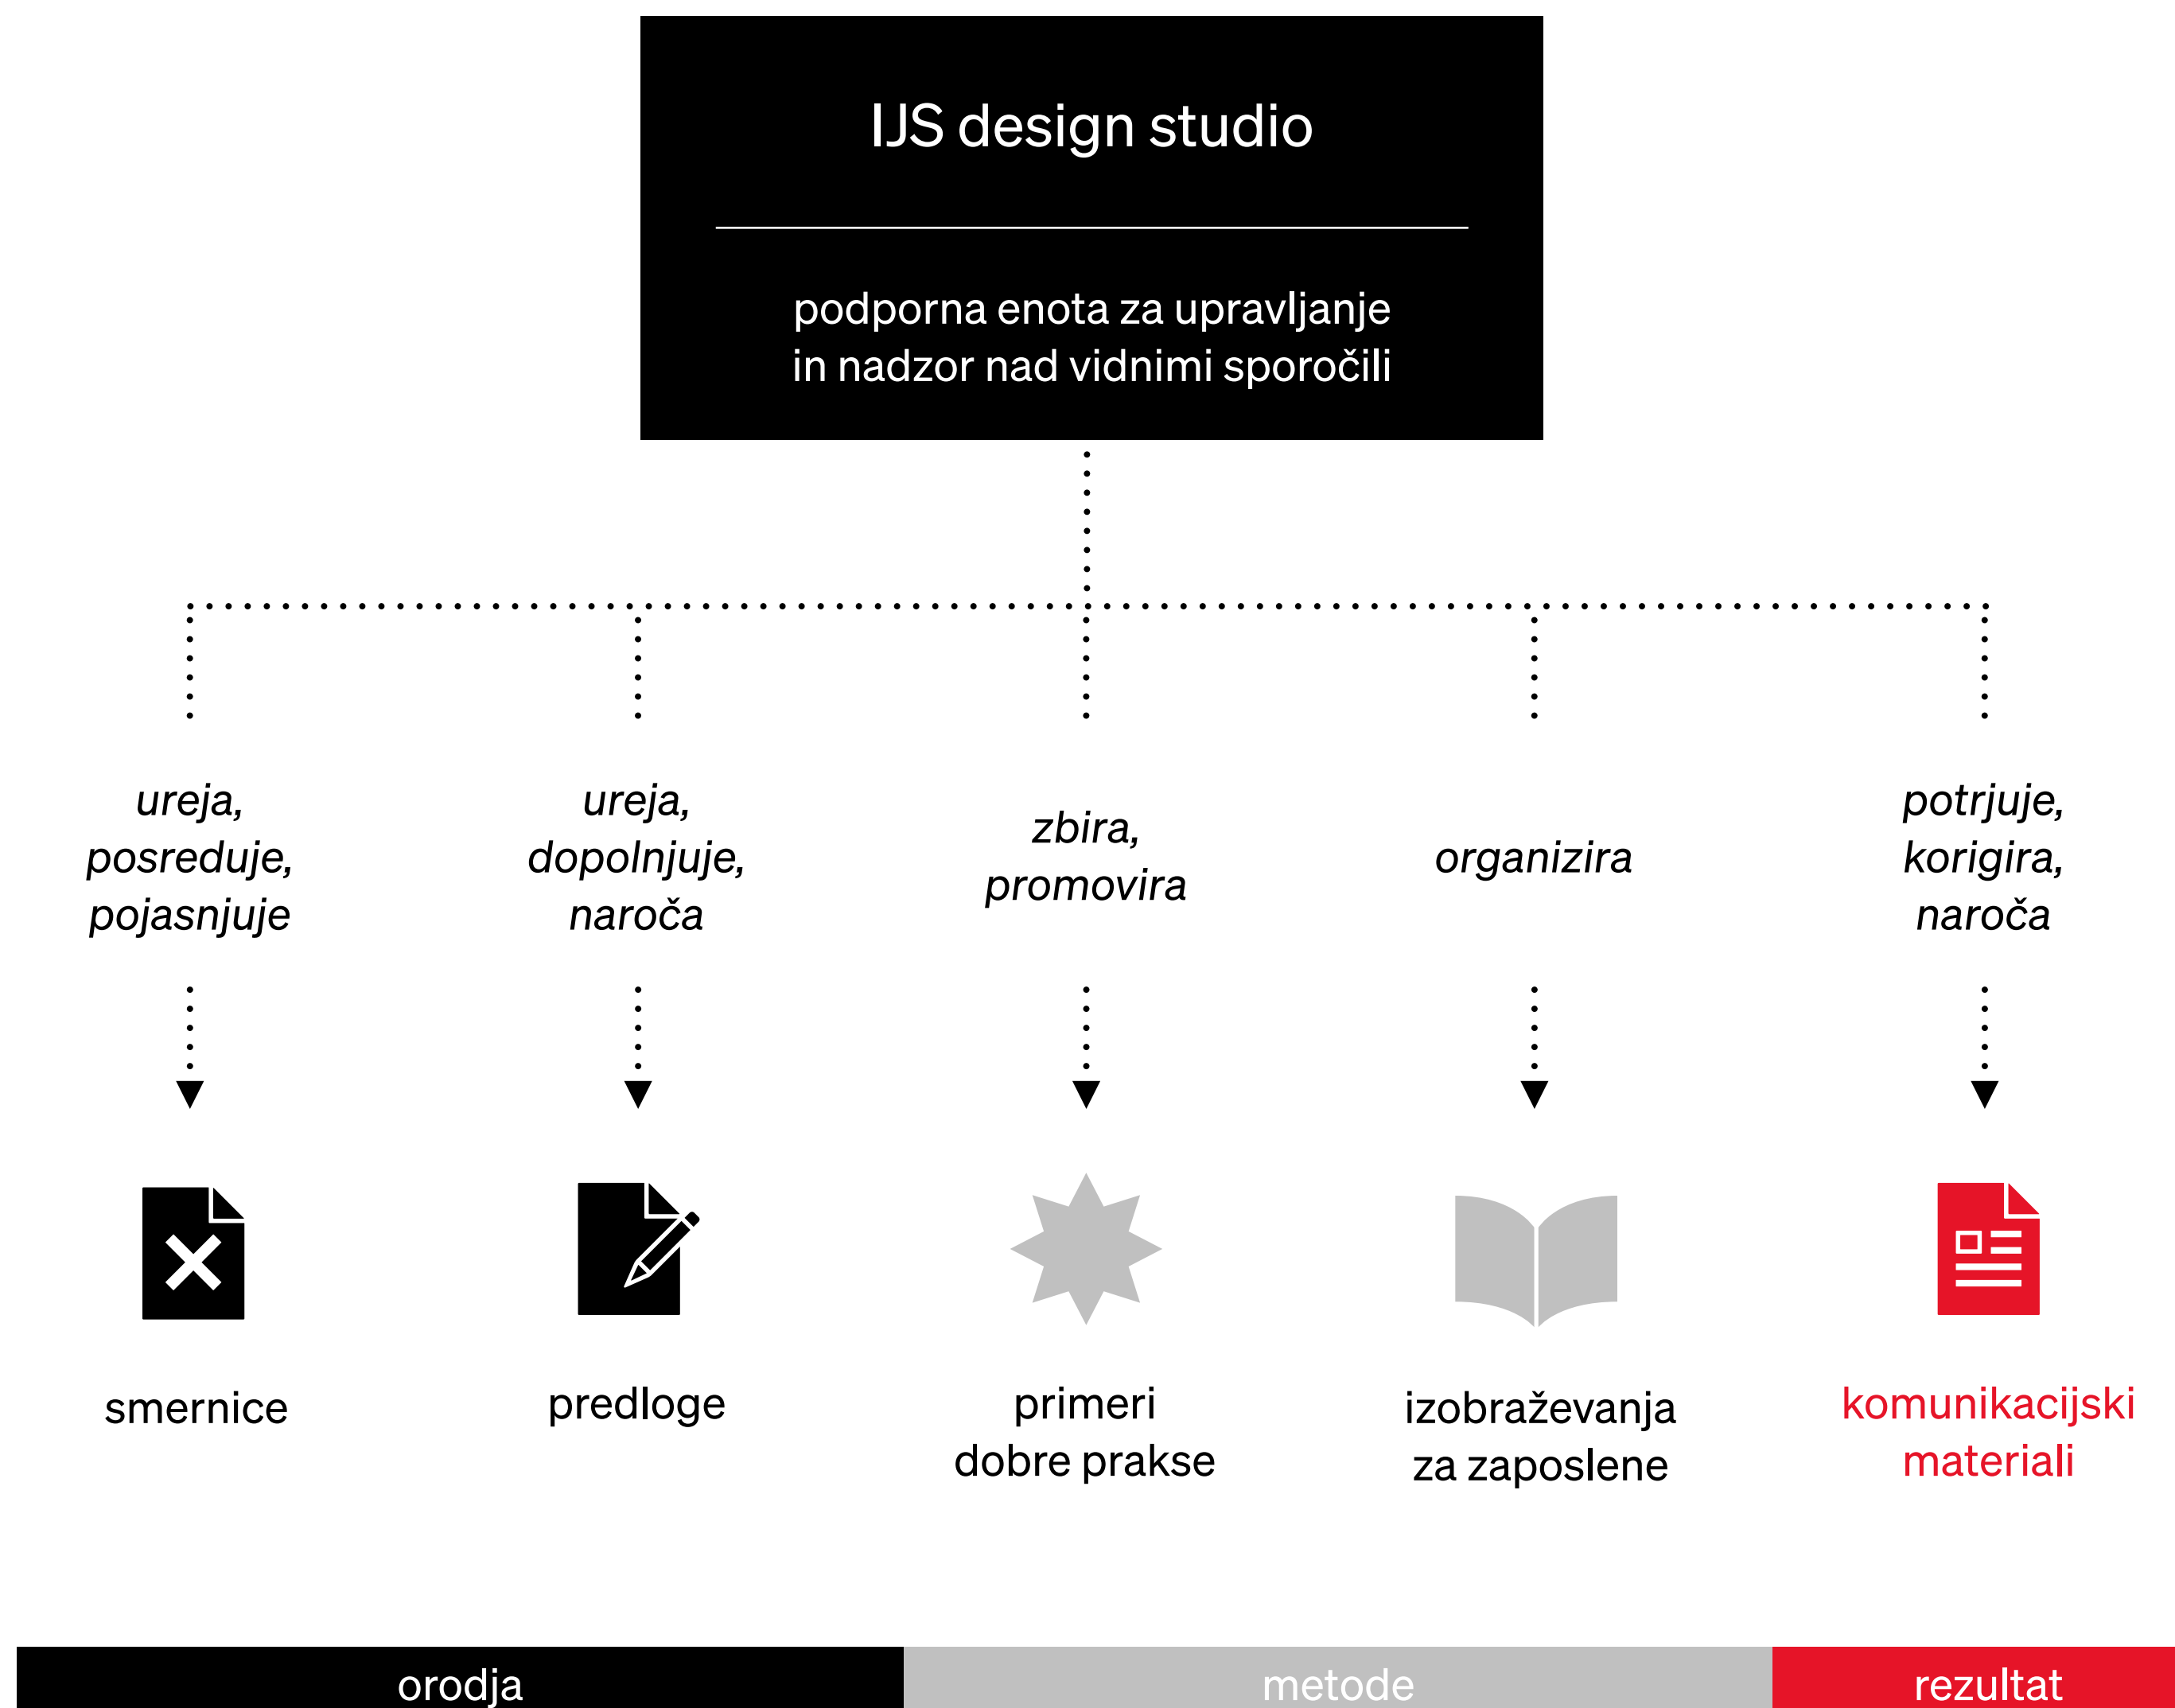 IJS design studio
podporna enota za upravljanje
in nadzor nad vidnimi sporočili
ureja,
posreduje,
pojasnjuje
ureja,
dopolnjuje,
naroča
zbira,
promovira
organizira
potrjuje,
korigira,
naroča
smernice
predloge
primeri
dobre prakse
izobraževanja
za zaposlene
komunikacijski
materiali
orodja
metode
rezultat